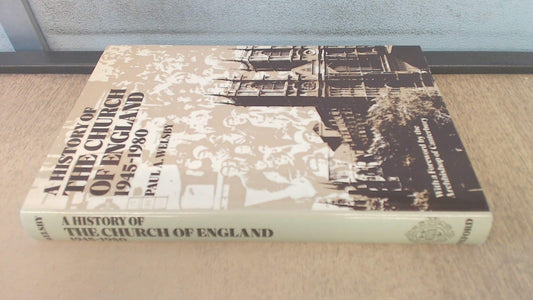 A HISTORY OF
THE CHURCH
OF ENGLAND
1945-1980
PAUL A. WELSBY
With a Foreword by the
Archbishop of Canterbury
A HISTORY OF
THE CHURCH OF ENGLAND
1945-1980